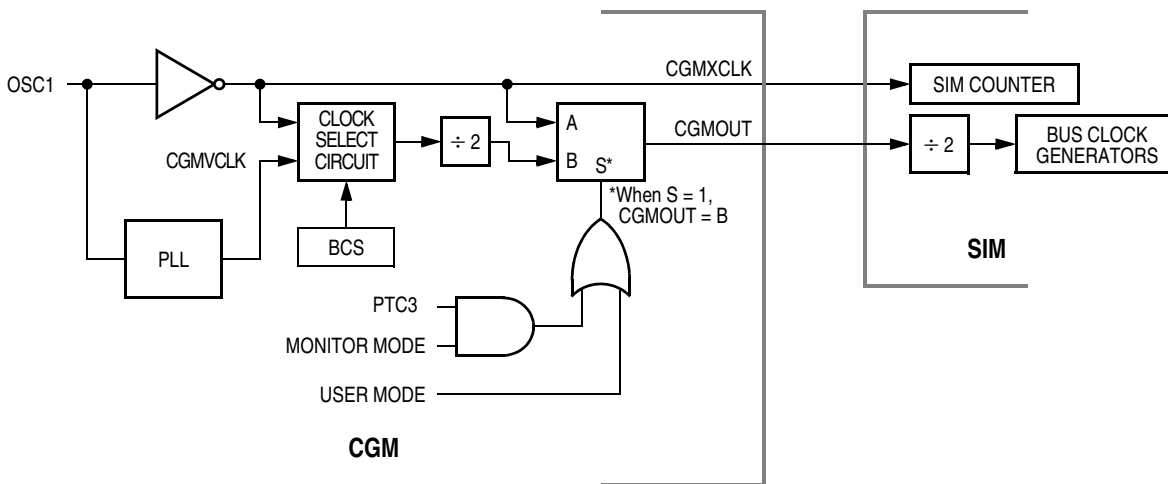 OSC1
CGMXCLK
SIM COUNTER
CLOCK
SELECT
CIRCUIT
÷ 2
A
B
S*
CGMOUT
÷ 2
BUS CLOCK
GENERATORS
CGMVCLK
*When S = 1,
CGMOUT = B
BCS
PLL
SIM
PTC3
MONITOR MODE
USER MODE
CGM